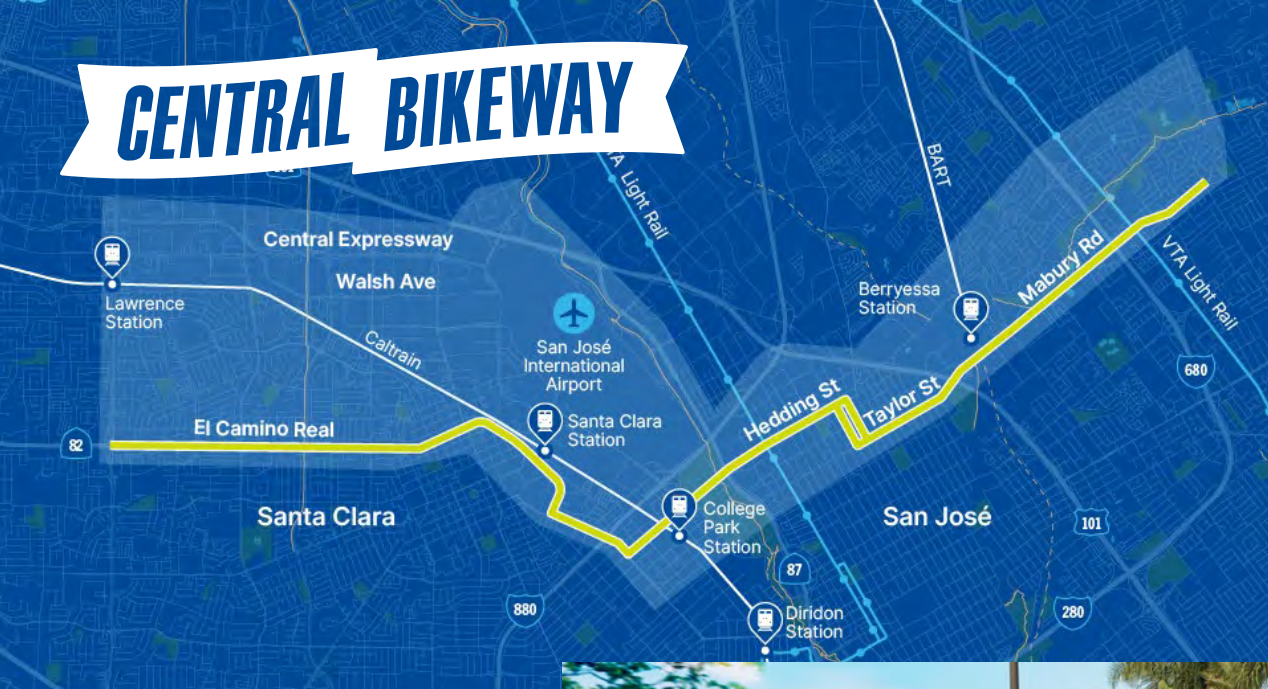 CENTRAL BIKEWAY
Light Rail
BART
Central Expressway
Walsh Ave
Lawrence
Station
Caltrain
San José
International
Airport
Berryessa
Station
Mabury Rd
VTA Light Rail
680
Hedding St
Taylor St
El Camino Real
82
Santa Clara
Station
Santa Clara
College
Park
Station
San José
101
87
880
Diridon
Station
280